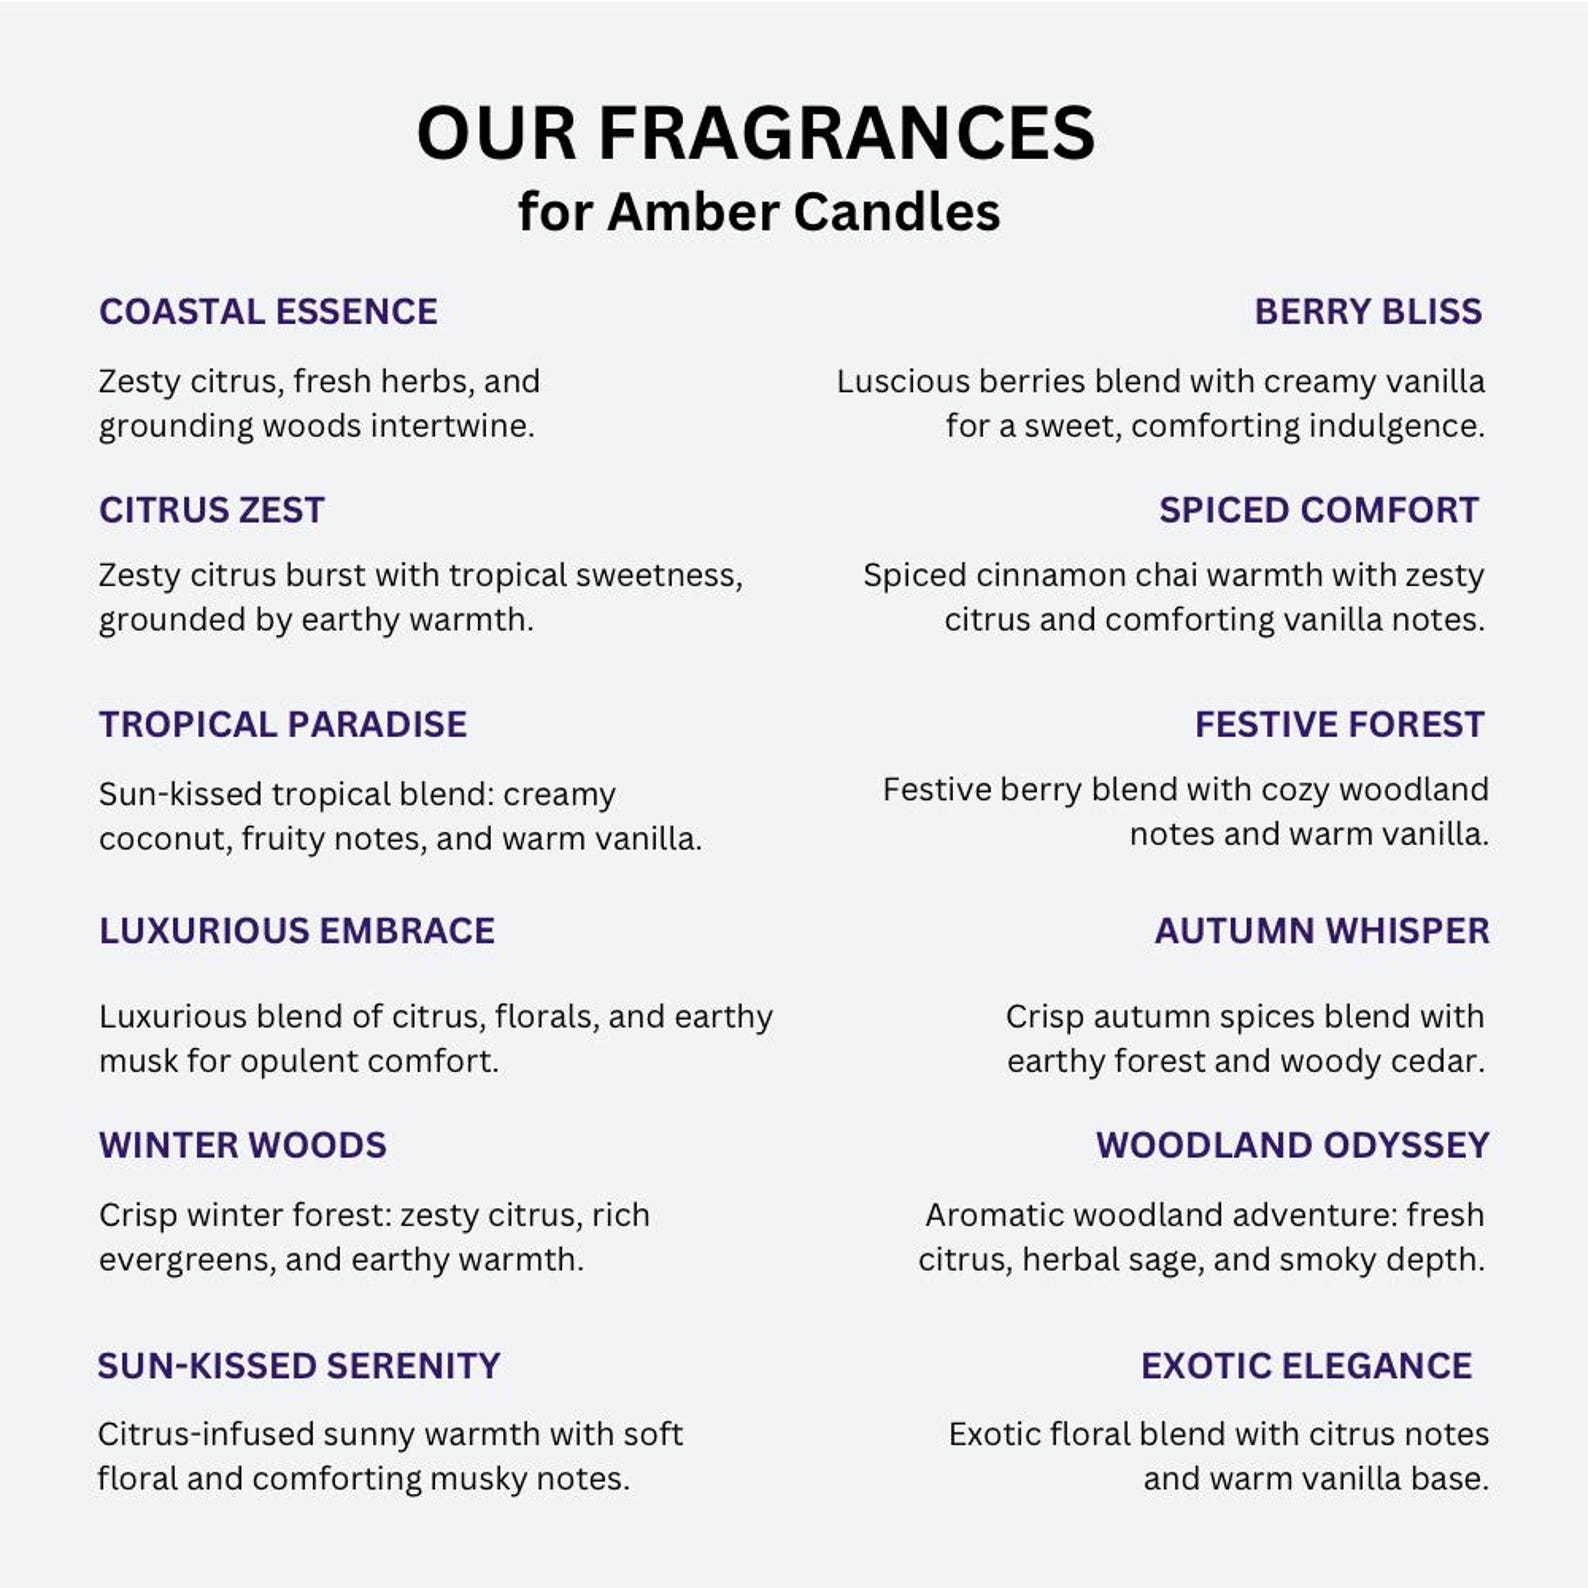 OUR FRAGRANCES
for Amber Candles
COASTAL ESSENCE
Zesty citrus, fresh herbs, and
grounding woods intertwine.
BERRY BLISS
Luscious berries blend with creamy vanilla
for a sweet, comforting indulgence.
CITRUS ZEST
Zesty citrus burst with tropical sweetness,
grounded by earthy warmth.
SPICED COMFORT
Spiced cinnamon chai warmth with zesty
citrus and comforting vanilla notes.
TROPICAL PARADISE
Sun-kissed tropical blend: creamy
coconut, fruity notes, and warm vanilla.
FESTIVE FOREST
Festive berry blend with cozy woodland
notes and warm vanilla.
LUXURIOUS EMBRACE
Luxurious blend of citrus, florals, and earthy
musk for opulent comfort.
AUTUMN WHISPER
Crisp autumn spices blend with
earthy forest and woody cedar.
WINTER WOODS
Crisp winter forest: zesty citrus, rich
evergreens, and earthy warmth.
WOODLAND ODYSSEY
Aromatic woodland adventure: fresh
citrus, herbal sage, and smoky depth.
SUN-KISSED SERENITY
Citrus-infused sunny warmth with soft
floral and comforting musky notes.
EXOTIC ELEGANCE
Exotic floral blend with citrus notes
and warm vanilla base.